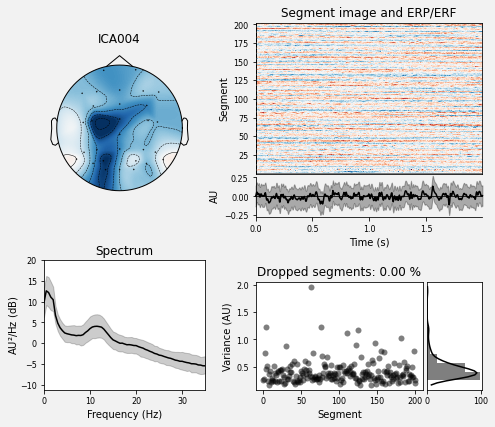 ICA004
Segment image and ERP/ERF
Segment
200
175
150
125
100
75
50
25
AU
0.25
0.00
−0.25
0.0 0.5 1.0 1.5
Time (s)
Spectrum
AU²/Hz (dB)
20
15
10
5
0
−5
−10
0 10 20 30
Frequency (Hz)
Dropped segments: 0.00 %
Variance (AU)
2.0
1.5
1.0
0.5
0 50 100 150 200
Segment
0 100